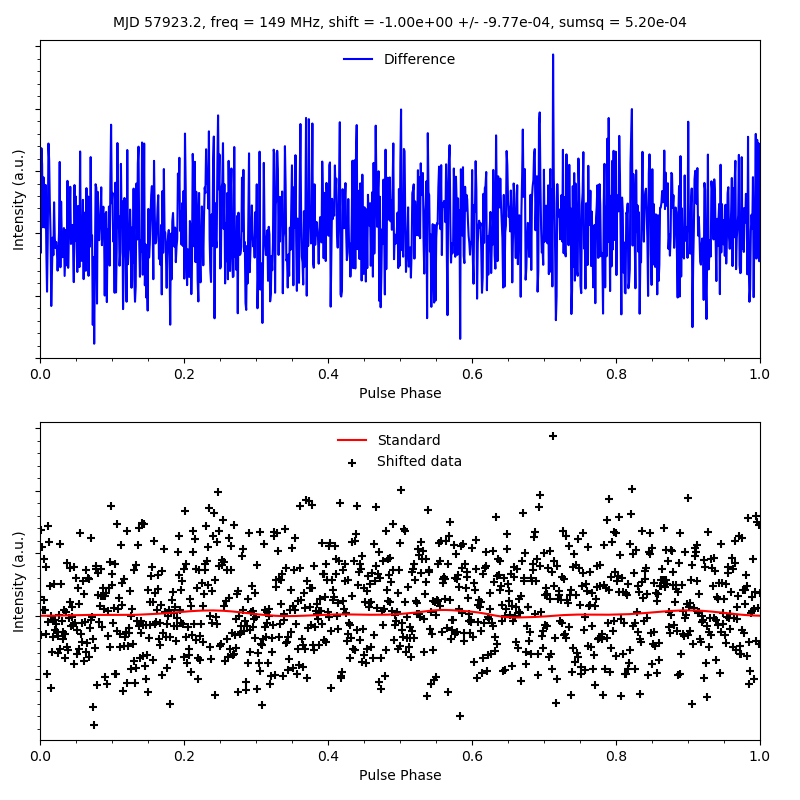 MJD 57923.2, freq = 149 MHz, shift = -1.00e+00 +/- -9.77e-04, sumsq = 5.20e-04
Difference
Intensity (a.u.)
0.0 0.2 0.4 0.6 0.8 1.0
Pulse Phase
Standard
Shifted data
Intensity (a.u.)
0.0 0.2 0.4 0.6 0.8 1.0
Pulse Phase